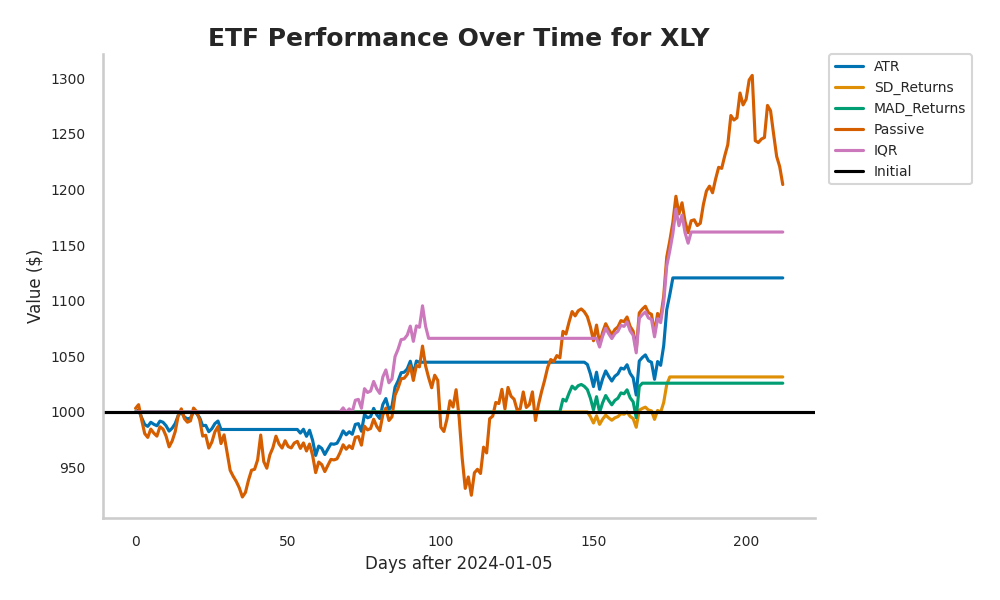 ETF Performance Over Time for XLY
ATR
SD_Returns
MAD_Returns
Passive
IQR
Initial
1300
1250
1200
1150
1100
1050
1000
950
Value ($)
0 50 100 150 200
Days after 2024-01-05